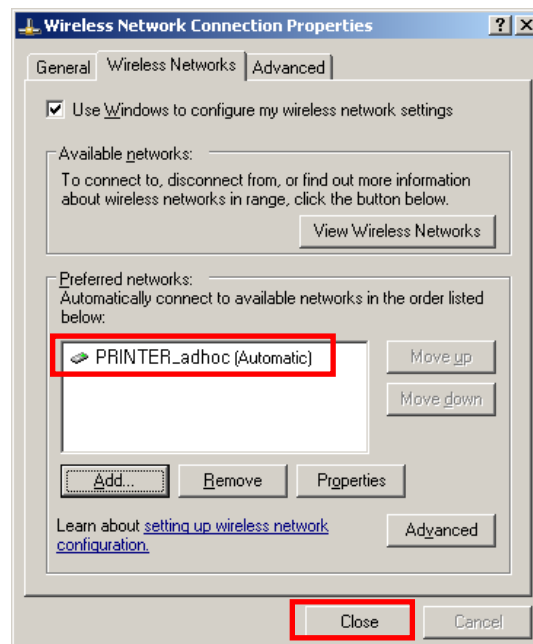 Wireless Network Connection Properties
General Wireless Networks Advanced
Use Windows to configure my wireless network settings
Available networks:
To connect to, disconnect from, or find out more information
about wireless networks in range, click the button below.
View Wireless Networks
Preferred networks:
Automatically connect to available networks in the order listed
below:
PRINTER_adhoc (Automatic)
Move up
Move down
Add... Remove Properties
Learn about setting up wireless network
configuration.
Advanced
Close Cancel